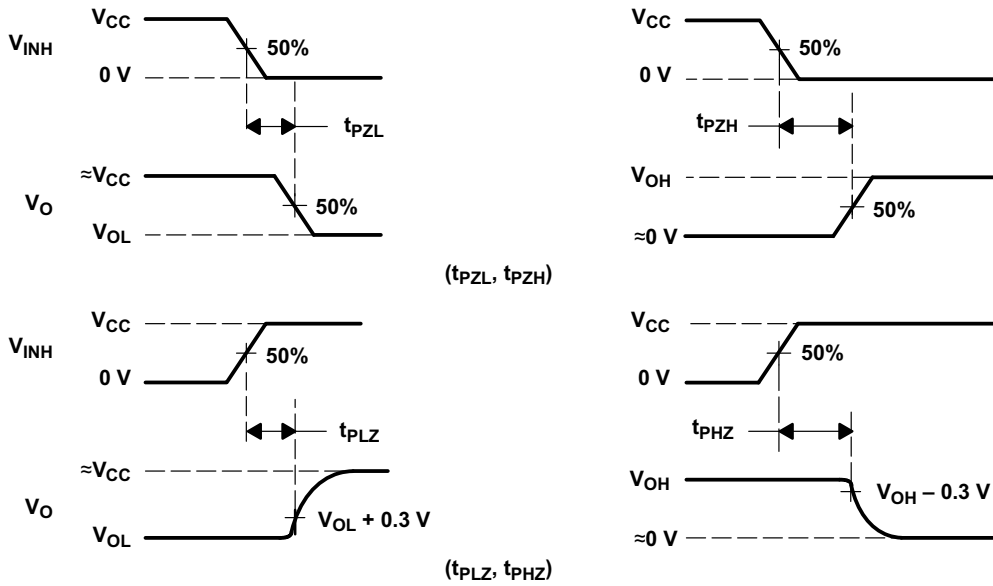 VCC
VINH
50%
0 V
tPZL
≈VCC
VO
50%
VOL
VCC
50%
0 V
tPZH
VOH
50%
≈0 V
(tPZL, tPZH)
VCC
VINH
50%
0 V
tPLZ
≈VCC
VO
VOL + 0.3 V
VOL
VCC
50%
0 V
tPHZ
VOH
VOH – 0.3 V
≈0 V
(tPLZ, tPHZ)